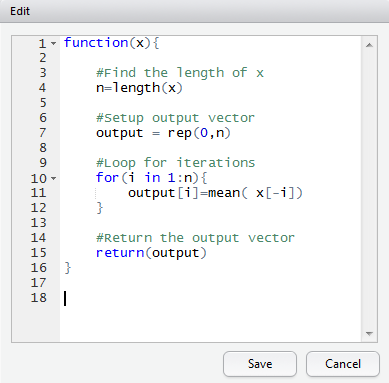 Edit
1 function(x){
2
3 #Find the length of x
4 n=length(x)
5
6 #Setup output vector
7 output = rep(0,n)
8
9 #Loop for iterations
10 for(i in 1:n){
11 output[i]=mean( x[-i])
12 }
13
14 #Return the output vector
15 return(output)
16 }
17
18
Save Cancel